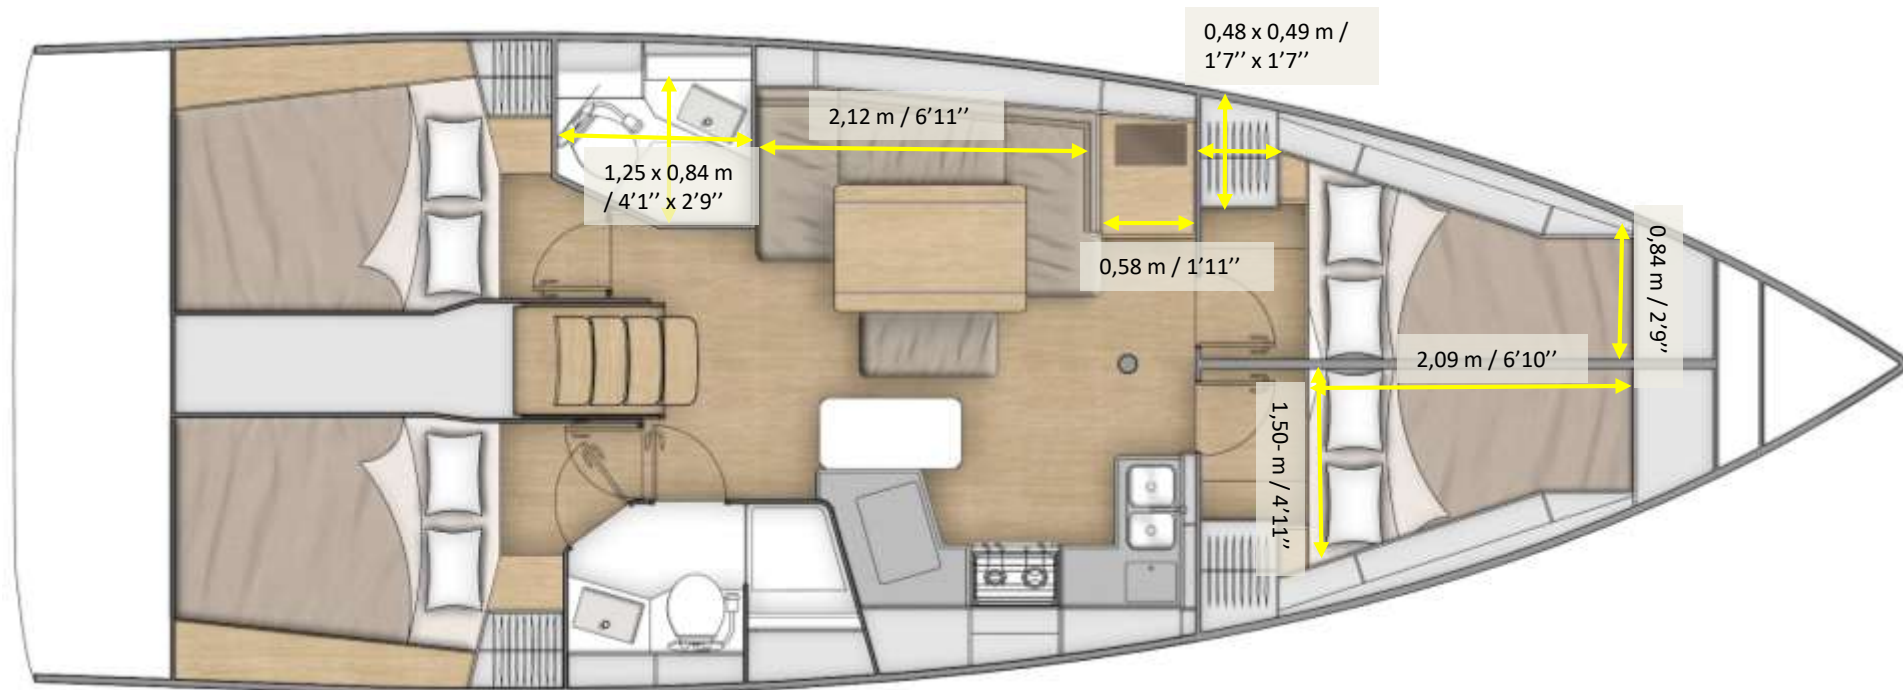 0,48 x 0,49 m /
1’7’’ x 1’7’’
2,12 m / 6’11’’
1,25 x 0,84 m
/ 4’1’’ x 2’9’’
0,58 m / 1’11’’
0,84 m / 2’9’’
2,09 m / 6’10’’
1,50- m / 4’11’’